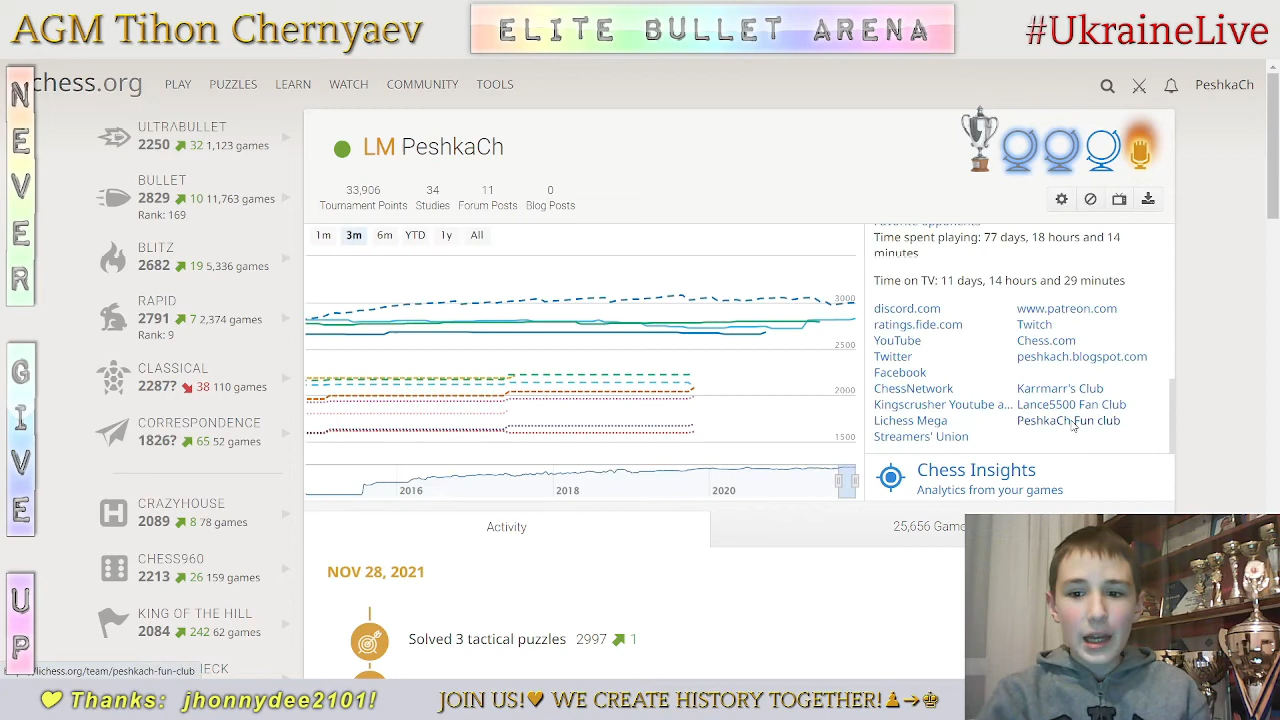 AGM Tihon Chernyaev
ELITE BULLET ARENA
#UkraineLive
NEVER
GIVE
UP
chess.org
PLAY
PUZZLES
LEARN
WATCH
COMMUNITY
TOOLS
PeshkaCh
ULTRABULLET
2250 32 1,123 games
BULLET
2829 10 11,763 games
Rank: 169
BLITZ
2682 19 5,336 games
RAPID
2791 7 2,374 games
Rank: 9
CLASSICAL
2287? 38 110 games
CORRESPONDENCE
1826? 65 52 games
CRAZYHOUSE
2089 8 78 games
CHESS960
2213 26 159 games
KING OF THE HILL
2084 242 62 games
LM PeshkaCh
33,906 34 11 0
Tournament Points Studies Forum Posts Blog Posts
1m 3m 6m YTD 1y All
3000
2500
2000
1500
2016 2018 2020
Favorite opponents
Time spent playing: 77 days, 18 hours and 14
minutes
Time on TV: 11 days, 14 hours and 29 minutes
discord.com www.patreon.com
ratings.fide.com Twitch
YouTube Chess.com
Twitter peshkach.blogspot.com
Facebook
ChessNetwork Karrmarr's Club
Kingscrusher Youtube a... Lance5500 Fan Club
Lichess Mega PeshkaCh Fun club
Streamers' Union
Chess Insights
Analytics from your games
Activity
25,656 Game
NOV 28, 2021
Solved 3 tactical puzzles 2997 1
lichess.org/team/peshkach-fun-club
ECK
Thanks: jhonnydee2101!
JOIN US! WE CREATE HISTORY TOGETHER!